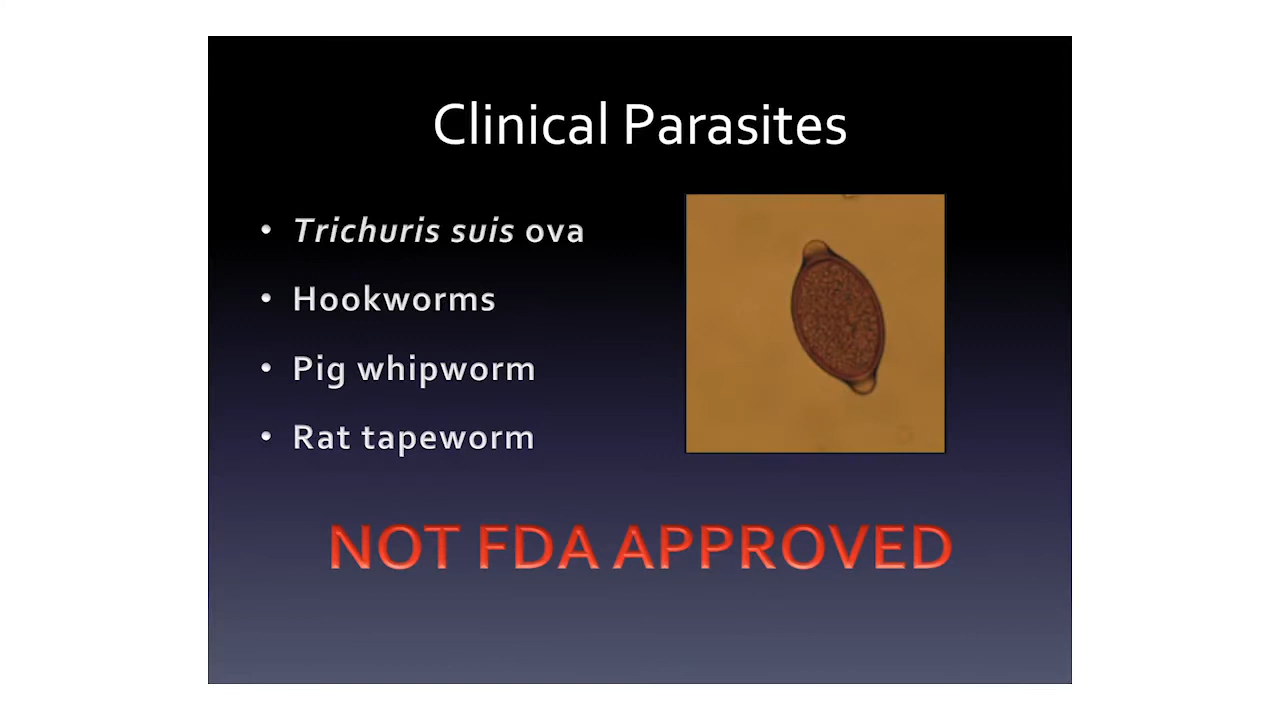 Clinical Parasites
• Trichuris suis ova
• Hookworms
• Pig whipworm
• Rat tapeworm
NOT FDA APPROVED